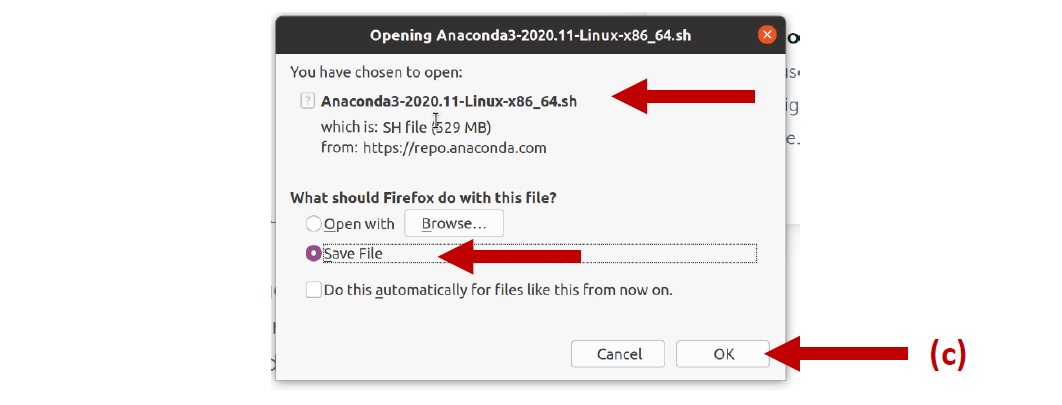 Opening Anaconda3-2020.11-Linux-x86_64.sh
You have chosen to open:
Anaconda3-2020.11-Linux-x86_64.sh
which is: SH file (529 MB)
from: https://repo.anaconda.com
What should Firefox do with this file?
Open with Browse...
Save File
Do this automatically for files like this from now on.
Cancel OK
(c)